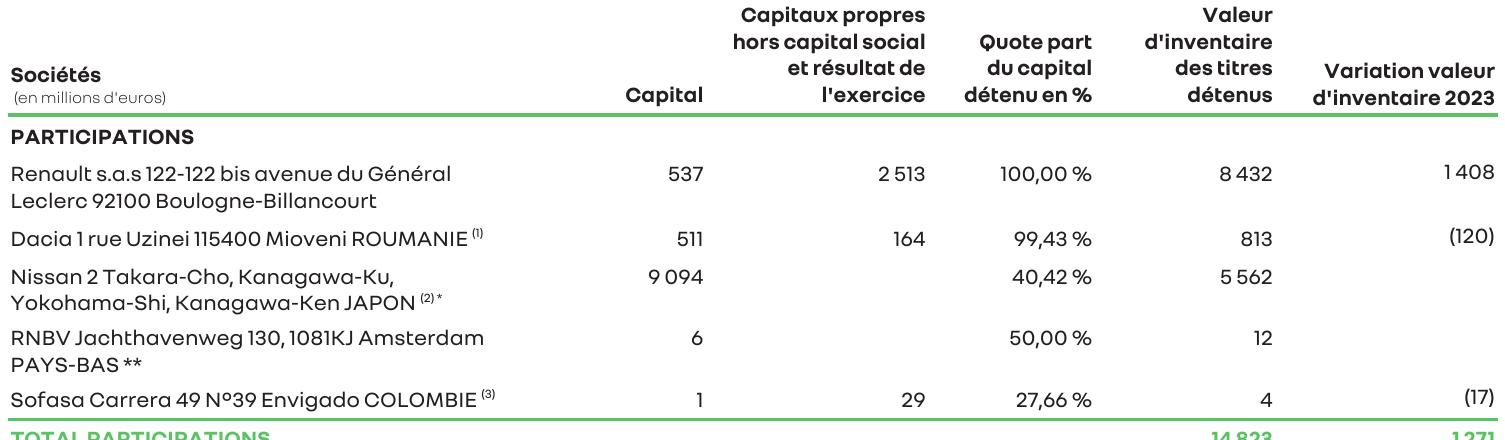 Sociétés
(en millions d'euros)
Capital
Capitaux propres
hors capital social
et résultat de
l'exercice
Quote part
du capital
détenu en %
Valeur
d'inventaire
des titres
détenus
Variation valeur
d'inventaire 2023
PARTICIPATIONS
Renault s.a.s 122-122 bis avenue du Général
Leclerc 92100 Boulogne-Billancourt
537 2 513 100,00 % 8 432 1 408
Dacia 1 rue Uzinei 115400 Mioveni ROUMANIE (1) 511 164 99,43 % 813 (120)
Nissan 2 Takara-Cho, Kanagawa-Ku,
Yokohama-Shi, Kanagawa-Ken JAPON (2) *
9 094 40,42 % 5 562
RNBV Jachthavenweg 130, 1081KJ Amsterdam
PAYS-BAS **
6 50,00 % 12
Sofasa Carrera 49 N°39 Envigado COLOMBIE (3) 1 29 27,66 % 4 (17)
TOTAL PARTICIPATIONS 14 823 1 271